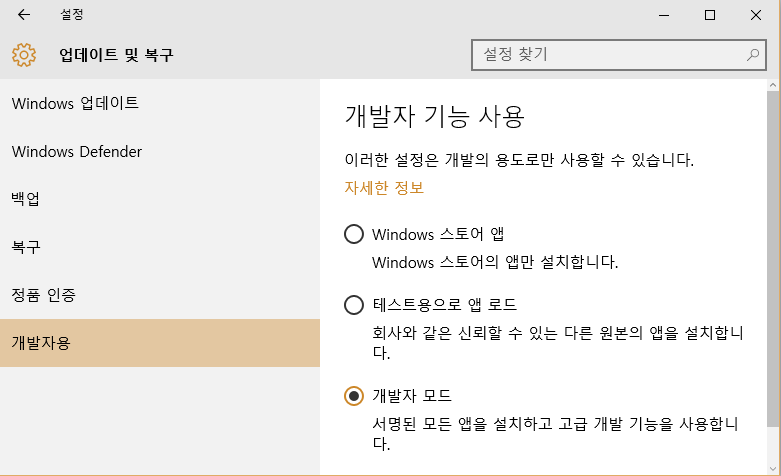 설정
업데이트 및 복구
설정 찾기
Windows 업데이트
Windows Defender
백업
복구
정품 인증
개발자용
개발자 기능 사용
이러한 설정은 개발의 용도로만 사용할 수 있습니다.
자세한 정보
Windows 스토어 앱
Windows 스토어의 앱만 설치합니다.
테스트용으로 앱 로드
회사와 같은 신뢰할 수 있는 다른 원본의 앱을 설치합니
다.
개발자 모드
서명된 모든 앱을 설치하고 고급 개발 기능을 사용합니
다.